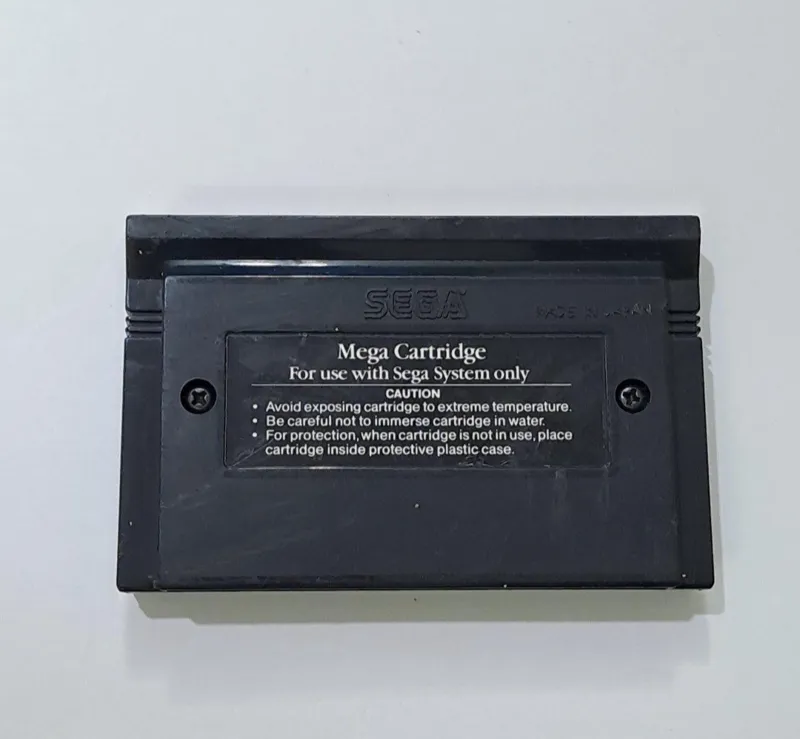 SEGA
MADE IN JAPAN
Mega Cartridge
For use with Sega System only
CAUTION
• Avoid exposing cartridge to extreme temperature.
• Be careful not to immerse cartridge in water.
• For protection, when cartridge is not in use, place
cartridge inside protective plastic case.